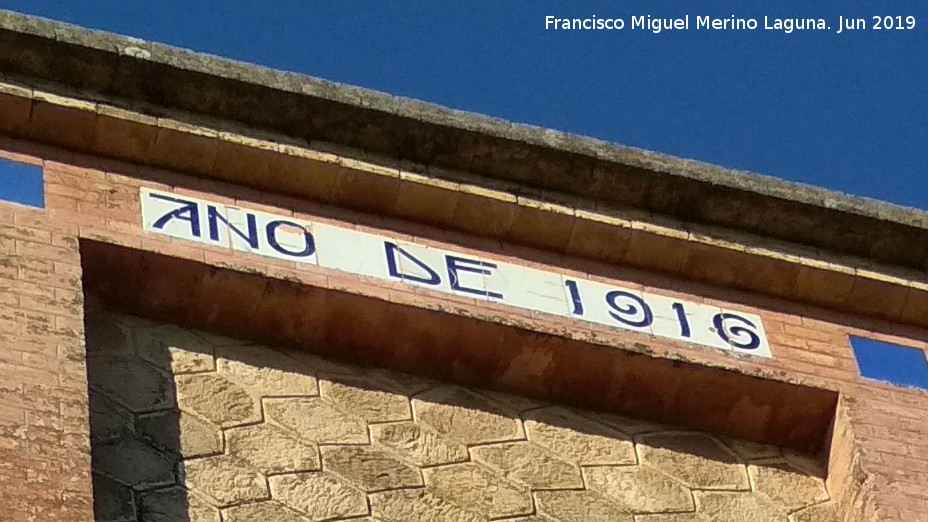 Francisco Miguel Merino Laguna. Jun 2019
ANO DE 1916